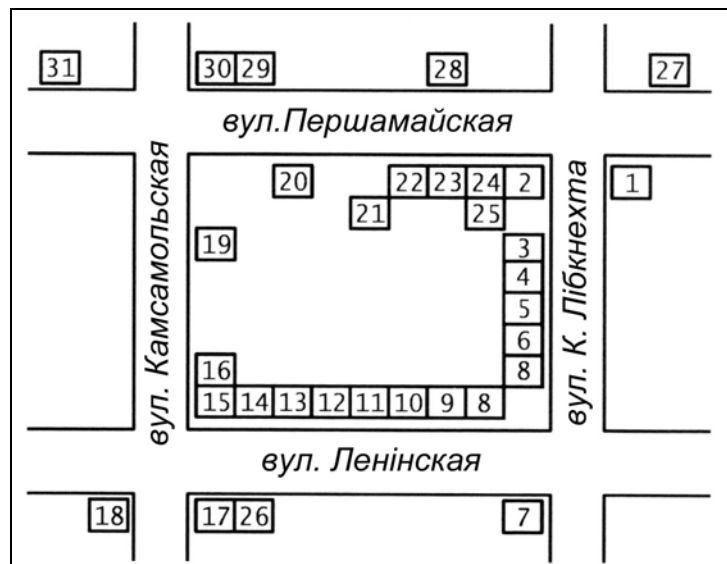 31 30 29 28 27
вул.Першамайская
20 22 23 24 2 1
21 25
19 3
4
5
6
16 8
15 14 13 12 11 10 9 8
вул. Камсамольская
вул. К. Лібкнехта
вул. Ленінская
18 17 26 7